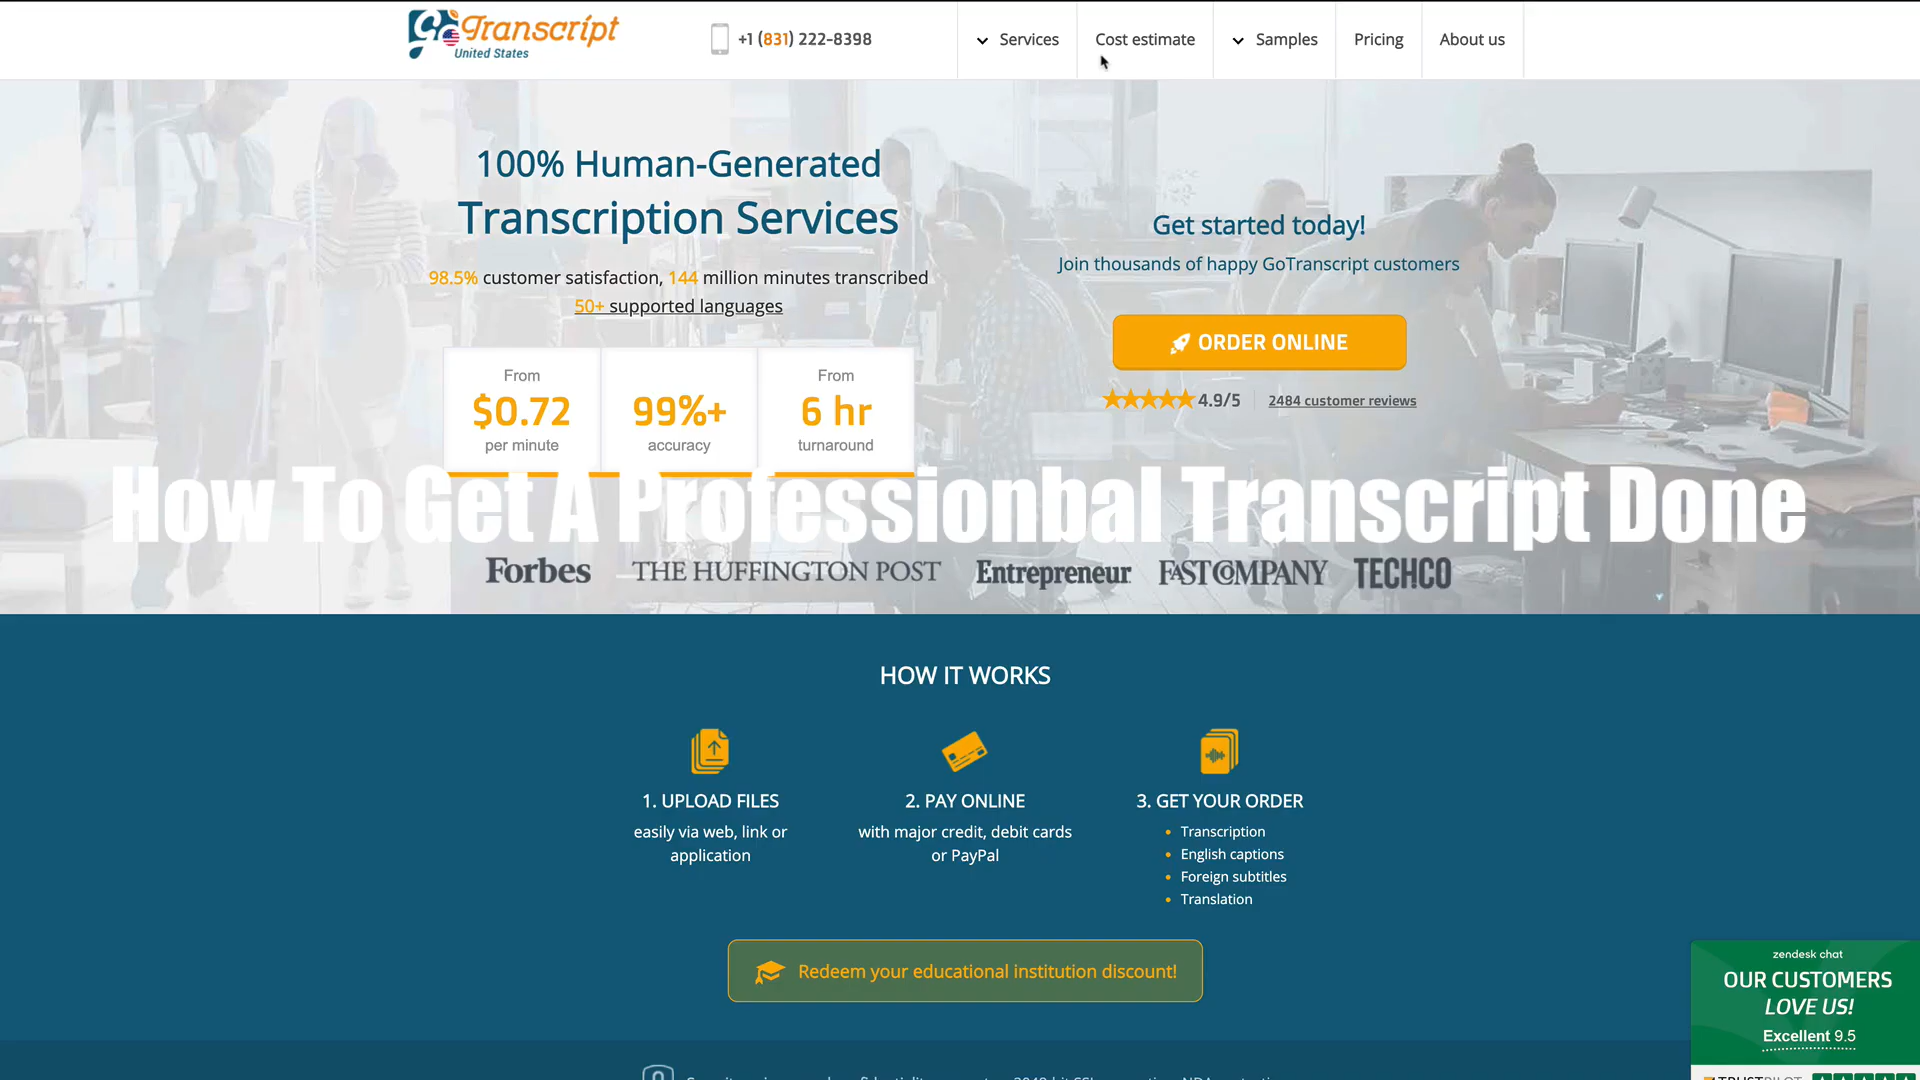 GoTranscript
United States
+1 (831) 222-8398
Services
Cost estimate
Samples
Pricing
About us
100% Human-Generated
Transcription Services
98.5% customer satisfaction, 144 million minutes transcribed
50+ supported languages
From
$0.72
per minute
99%+
accuracy
From
6 hr
turnaround
Get started today!
Join thousands of happy GoTranscript customers
ORDER ONLINE
4.9/5
2484 customer reviews
How To Get A Professionbal Transcript Done
Forbes
THE HUFFINGTON POST
Entrepreneur
FAST COMPANY
TECHCO
HOW IT WORKS
1. UPLOAD FILES
easily via web, link or
application
2. PAY ONLINE
with major credit, debit cards
or PayPal
3. GET YOUR ORDER
• Transcription
• English captions
• Foreign subtitles
• Translation
Redeem your educational institution discount!
zendesk chat
OUR CUSTOMERS
LOVE US!
Excellent 9.5
TRUSTPILOT